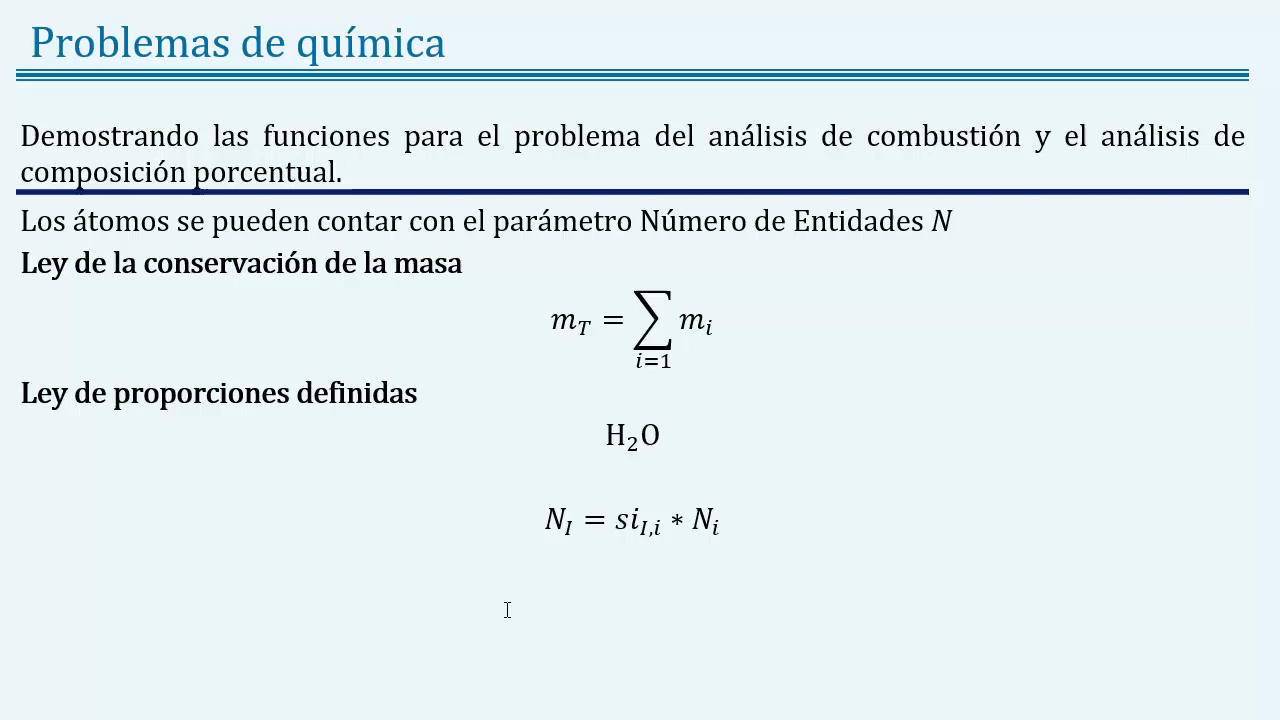 Problemas de química
Demostrando las funciones para el problema del análisis de combustión y el análisis de
composición porcentual.
Los átomos se pueden contar con el parámetro Número de Entidades N
Ley de la conservación de la masa
m_T = ∑_{i=1} m_i
Ley de proporciones definidas
H₂O
N_I = si_{I,i} * N_i